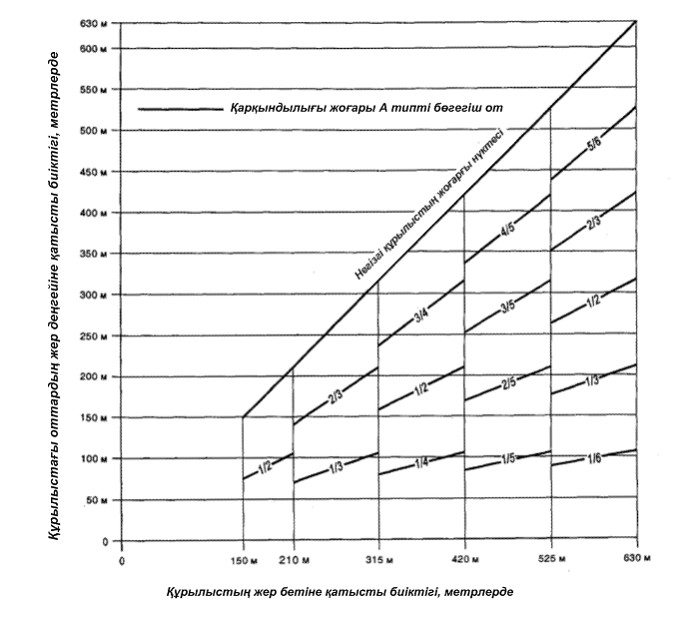 630 м
600 м
550 м
Қарқындылығы жоғары А типті бөгегіш от
500 м
Негізгі құрылыстың жоғарғы нүктесі
5/6
450 м
4/5
2/3
400 м
350 м
3/4
3/5
1/2
300 м
250 м
2/3
1/2
2/5
1/3
200 м
150 м
1/2
1/3
1/4
1/5
1/6
100 м
50 м
0
0 150 м 210 м 315 м 420 м 525 м 630 м
Құрылыстағы оттардың жер деңгейіне қатысты биіктігі, метрлерде
Құрылыстың жер бетіне қатысты биіктігі, метрлерде